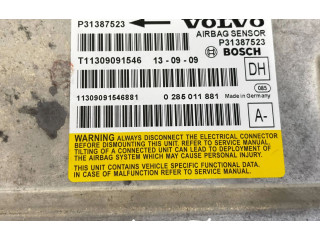 P31387523 VOLVO
AIRBAG SENSOR
P31387523
T11309091546 13-09-09 BOSCH
DH
11309091546881 0 285 011 881 Made in Germany
085
A-
WARNING ALWAYS DISCONNECT THE ELECTRICAL CONNECTOR
BEFORE DISMOUNTING THIS UNIT. REFER TO SERVICE MANUAL.
TILTING OF A CONNECTED UNIT CAN LEAD TO DEPLOYMENT OF
THE AIRBAG SYSTEM WHICH MAY CAUSE SERIOUS INJURY.
THIS UNIT CONTAINS VEHICLE SPECIFIC FUNCTIONAL DATA.
IN CASE OF MALFUNCTION REFER TO SERVICE MANUAL.